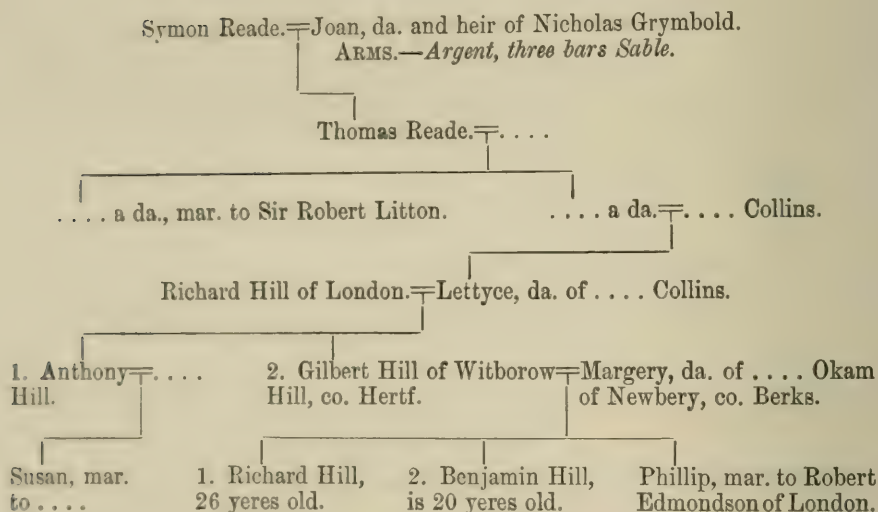 Symon Reade.=Joan, da. and heir of Nicholas Grymbold.
ARMS.—Argent, three bars Sable.
Thomas Reade.=. . . .
. . . . a da., mar. to Sir Robert Litton. . . . . a da.=. . . . Collins.
Richard Hill of London.=Lettyce, da. of . . . . Collins.
1. Anthony=. . . . 2. Gilbert Hill of Witborow=Margery, da. of . . . . Okam
Hill. Hill, co. Hertf. of Newbery, co. Berks.
Susan, mar. 1. Richard Hill, 2. Benjamin Hill, Phillip, mar. to Robert
to . . . . 26 yeres old. is 20 yeres old. Edmondson of London.